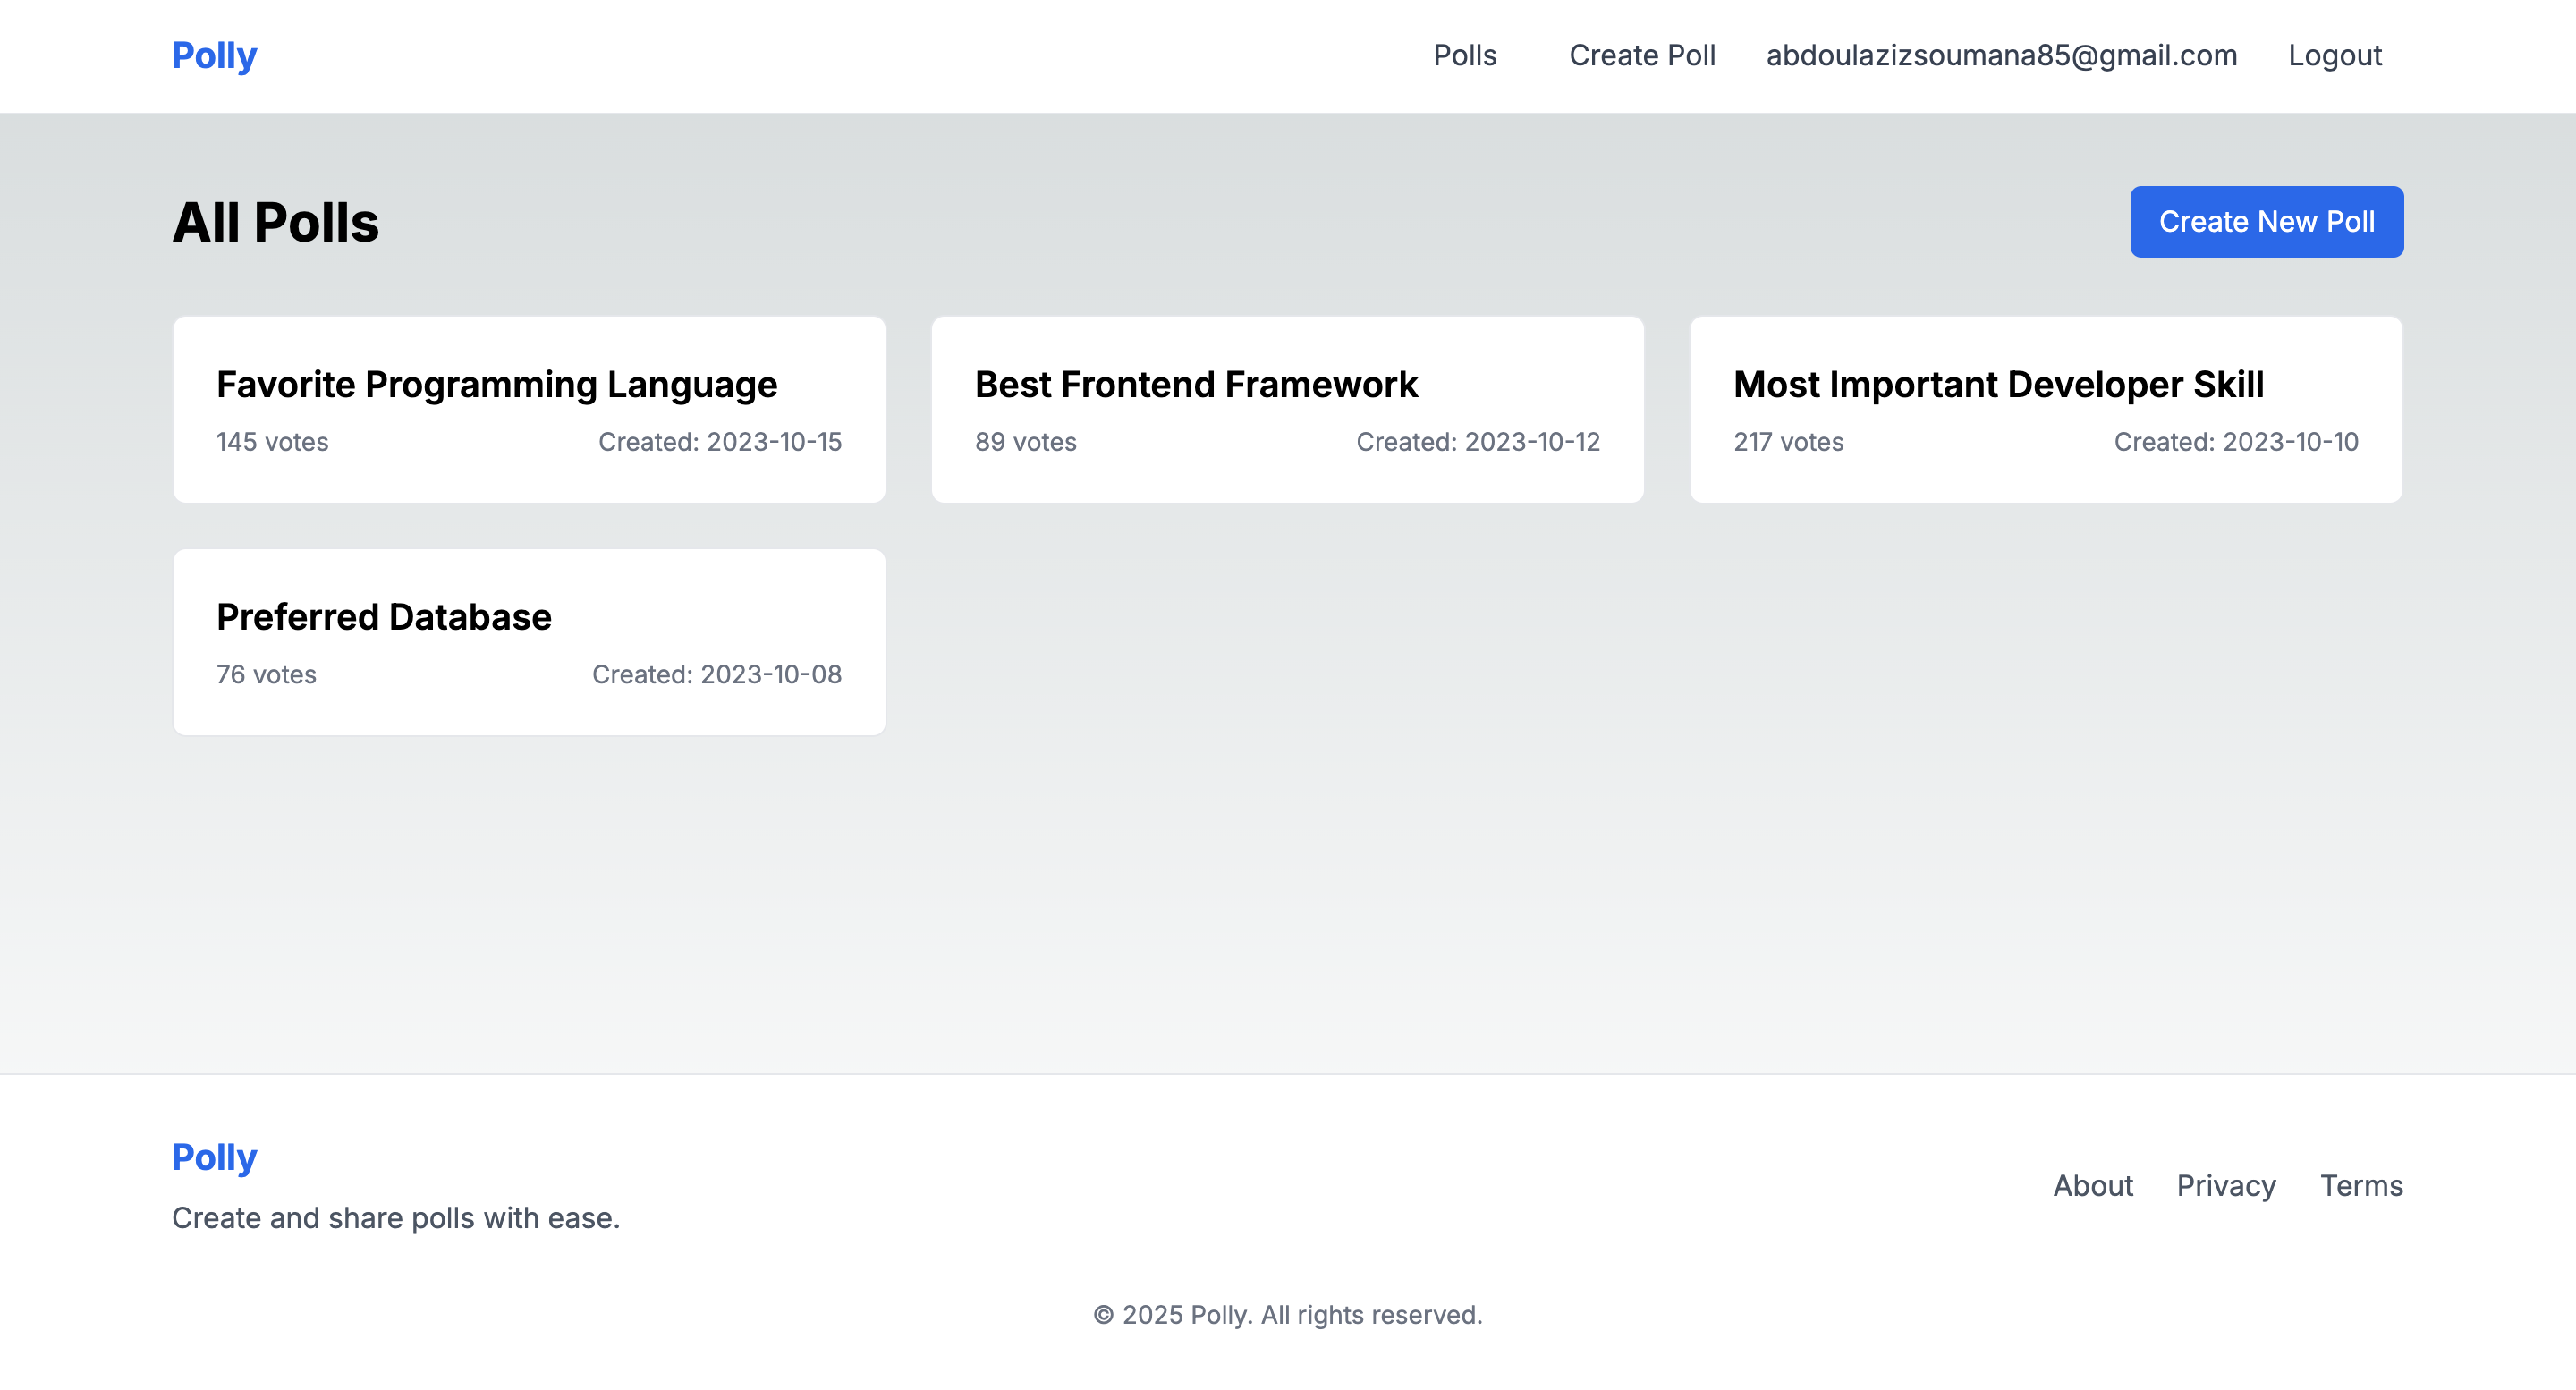 Polly
Polls Create Poll abdoulazizsoumana85@gmail.com Logout
All Polls
Create New Poll
Favorite Programming Language
145 votes Created: 2023-10-15
Best Frontend Framework
89 votes Created: 2023-10-12
Most Important Developer Skill
217 votes Created: 2023-10-10
Preferred Database
76 votes Created: 2023-10-08
Polly
Create and share polls with ease.
About Privacy Terms
© 2025 Polly. All rights reserved.